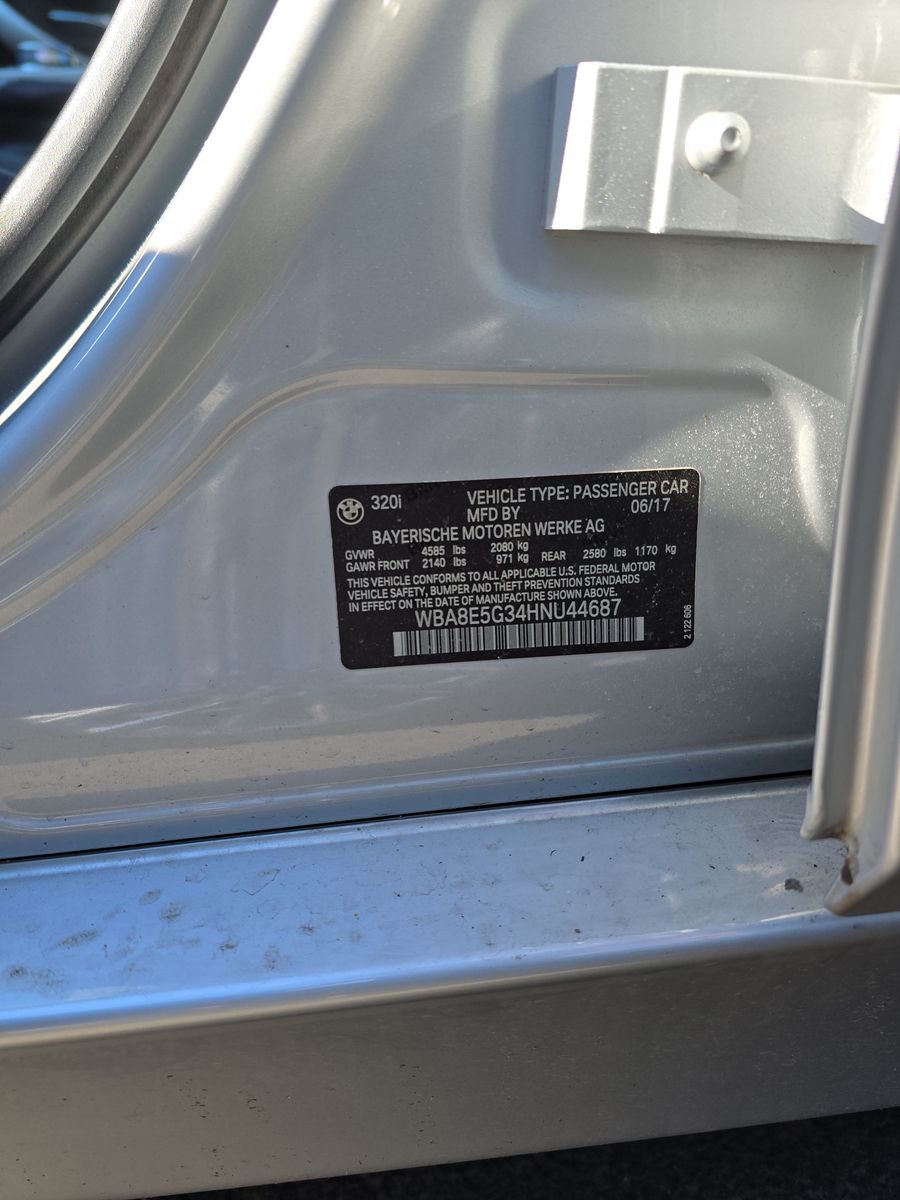 320i VEHICLE TYPE: PASSENGER CAR
MFD BY 06/17
BAYERISCHE MOTOREN WERKE AG
GVWR 4585 lbs 2080 kg
GAWR FRONT 2140 lbs 971 kg REAR 2580 lbs 1170 kg
THIS VEHICLE CONFORMS TO ALL APPLICABLE U.S. FEDERAL MOTOR
VEHICLE SAFETY, BUMPER AND THEFT PREVENTION STANDARDS
IN EFFECT ON THE DATE OF MANUFACTURE SHOWN ABOVE.
WBA8E5G34HNU44687
2 122 606